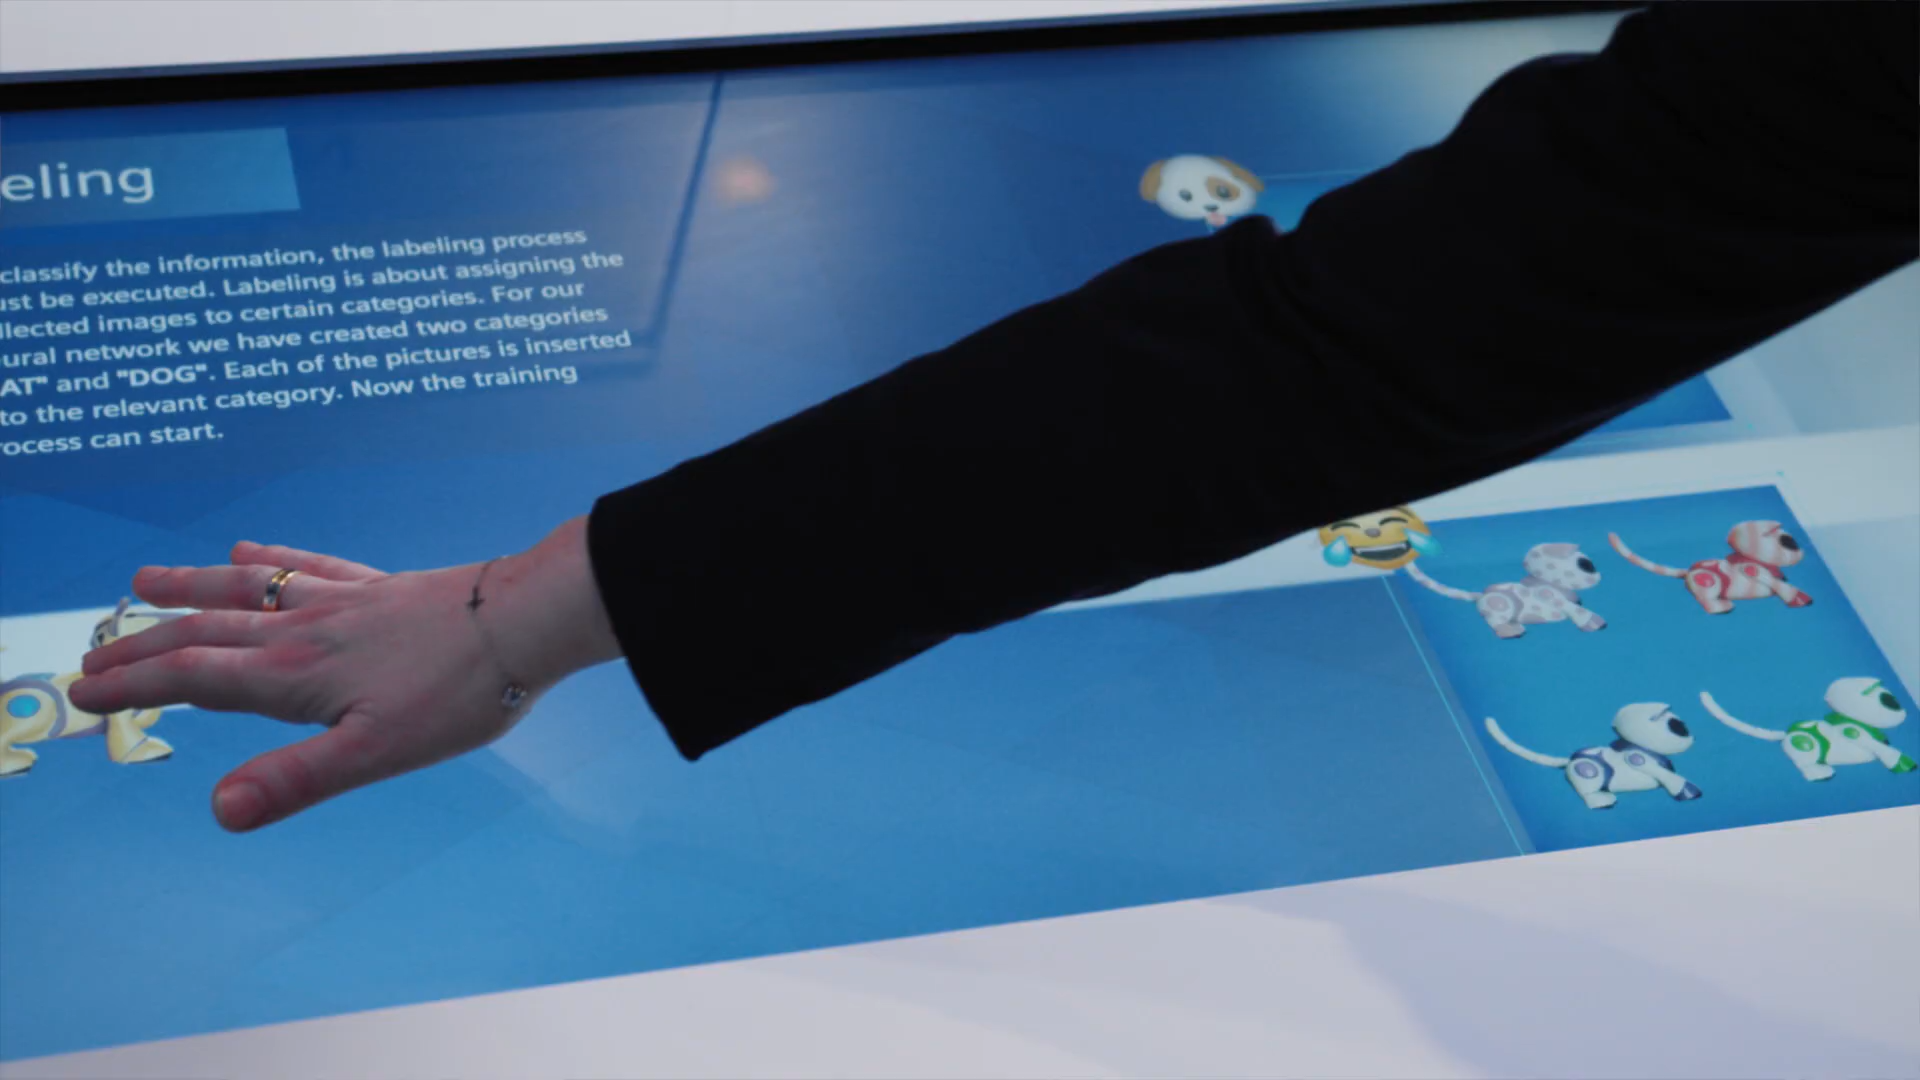 eling
classify the information, the labeling process
ust be executed. Labeling is about assigning the
llected images to certain categories. For our
ural network we have created two categories
AT" and "DOG". Each of the pictures is inserted
to the relevant category. Now the training
rocess can start.